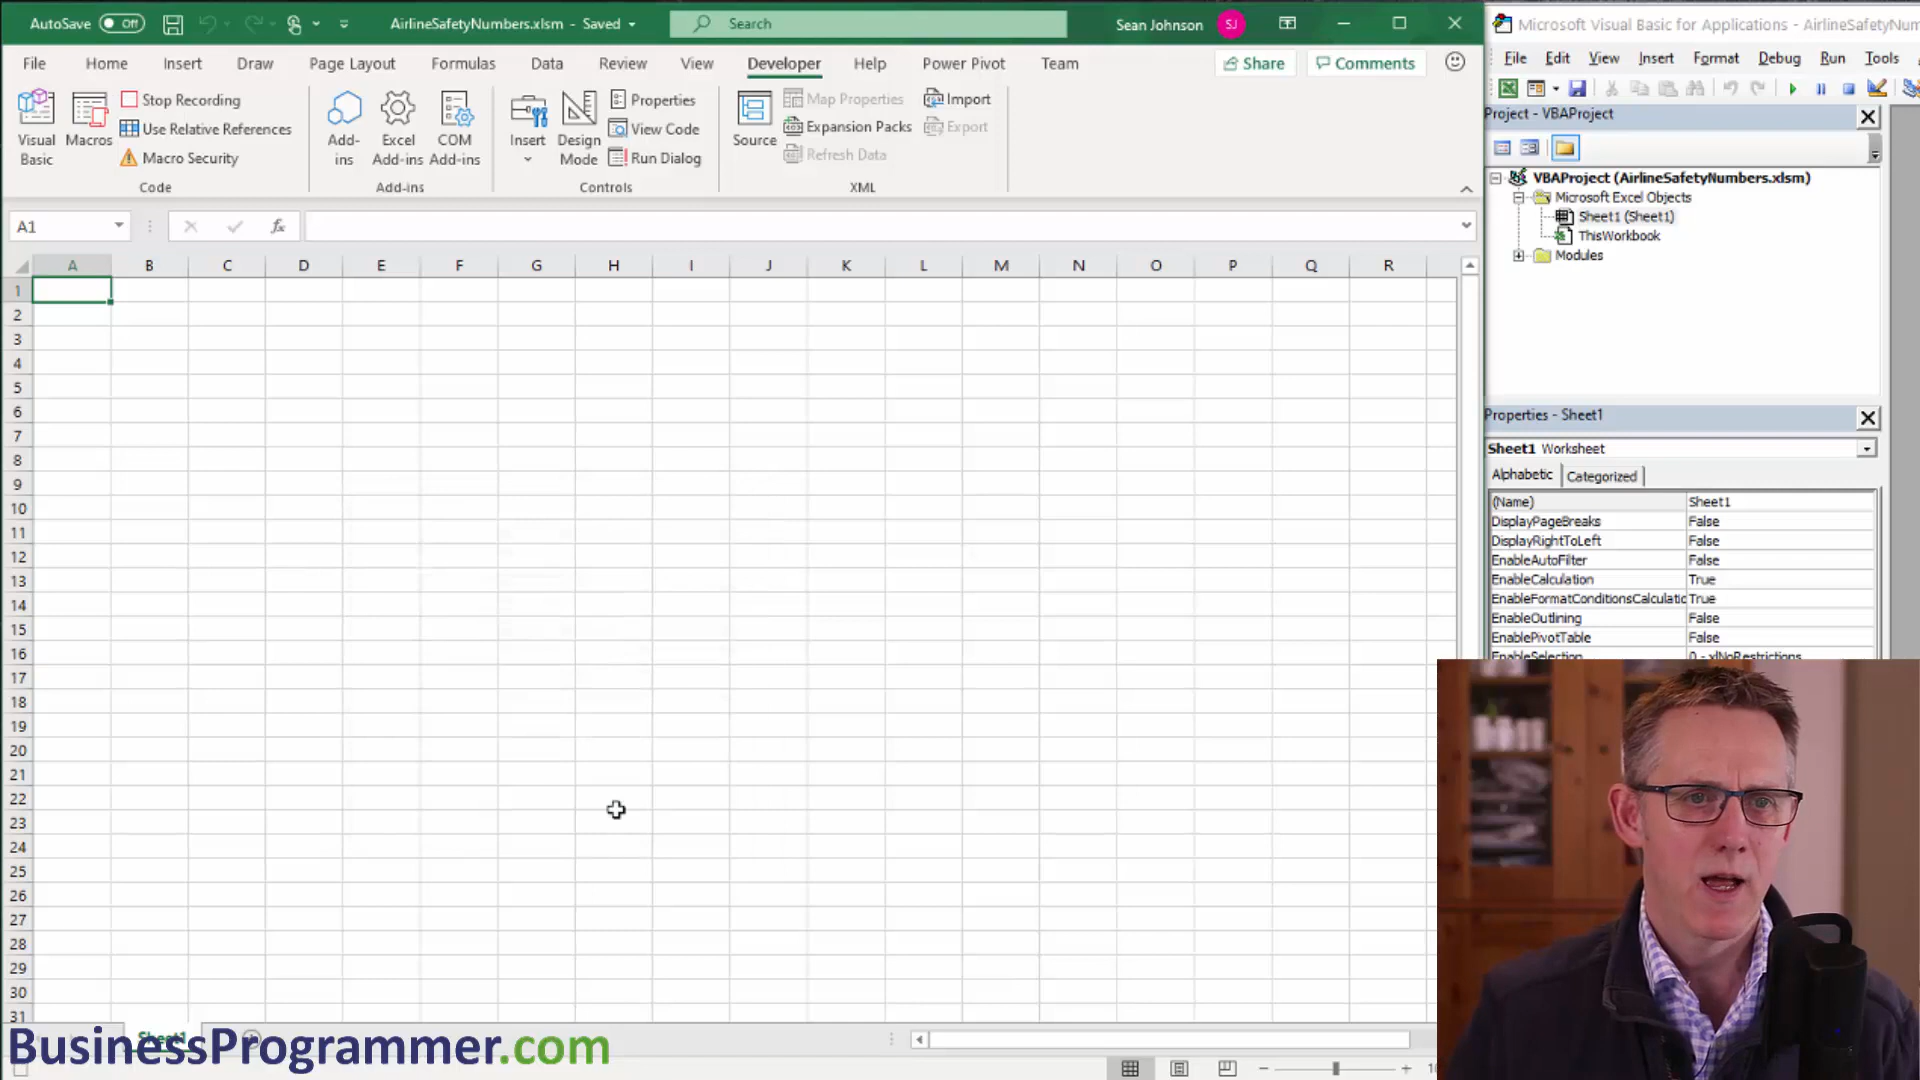 AutoSave Off AirlineSafetyNumbers.xlsm - Saved Search Sean Johnson SJ
File Home Insert Draw Page Layout Formulas Data Review View Developer Help Power Pivot Team Share Comments
Visual Basic
Macros
Stop Recording
Use Relative References
Macro Security
Code
Add-ins
Excel Add-ins
COM Add-ins
Add-ins
Insert
Design Mode
Properties
View Code
Run Dialog
Controls
Source
Map Properties
Expansion Packs
Refresh Data
Import
Export
XML
A1 fx
A B C D E F G H I J K L M N O P Q R
1
2
3
4
5
6
7
8
9
10
11
12
13
14
15
16
17
18
19
20
21
22
23
24
25
26
27
28
29
30
31
Sheet1
BusinessProgrammer.com
Microsoft Visual Basic for Applications - AirlineSafetyNum
File Edit View Insert Format Debug Run Tools
Project - VBAProject
VBAProject (AirlineSafetyNumbers.xlsm)
Microsoft Excel Objects
Sheet1 (Sheet1)
ThisWorkbook
Modules
Properties - Sheet1
Sheet1 Worksheet
Alphabetic Categorized
(Name) Sheet1
DisplayPageBreaks False
DisplayRightToLeft False
EnableAutoFilter False
EnableCalculation True
EnableFormatConditionsCalculatic True
EnableOutlining False
EnablePivotTable False
EnableSelection 0 - xlNoRestrictions